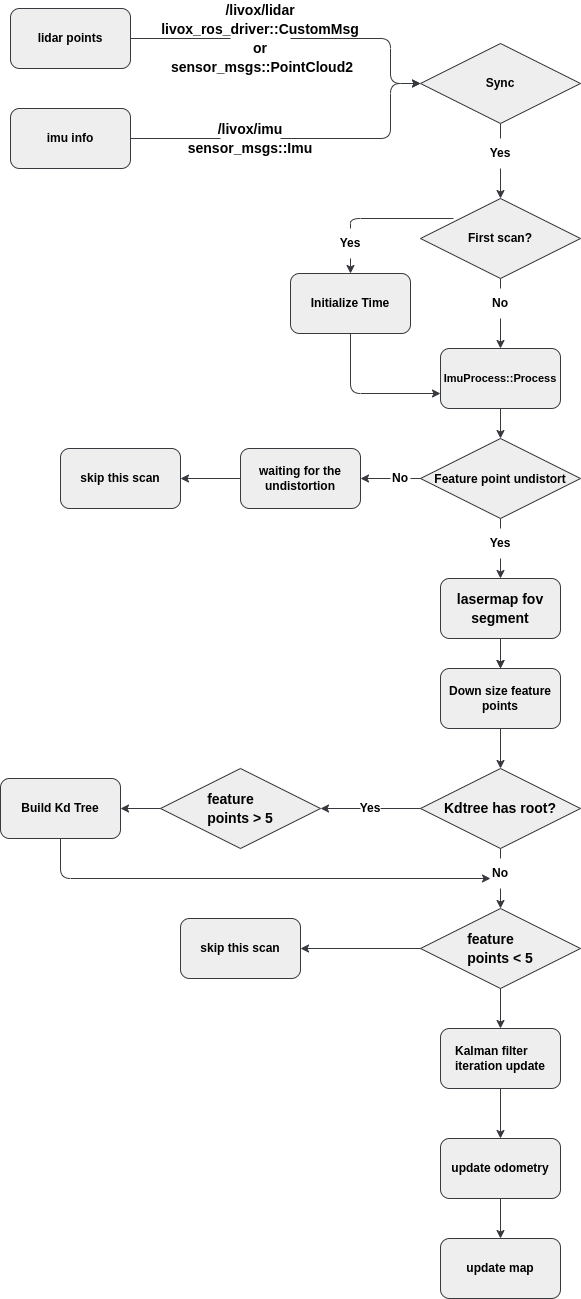 lidar points
/livox/lidar
livox_ros_driver::CustomMsg
or
sensor_msgs::PointCloud2
Sync
imu info
/livox/imu
sensor_msgs::Imu
Yes
First scan?
Yes
Initialize Time
No
ImuProcess::Process
skip this scan
waiting for the
undistortion
No
Feature point undistort
Yes
lasermap fov
segment
Down size feature
points
Build Kd Tree
feature
points > 5
Yes
Kdtree has root?
No
skip this scan
feature
points < 5
Kalman filter
iteration update
update odometry
update map